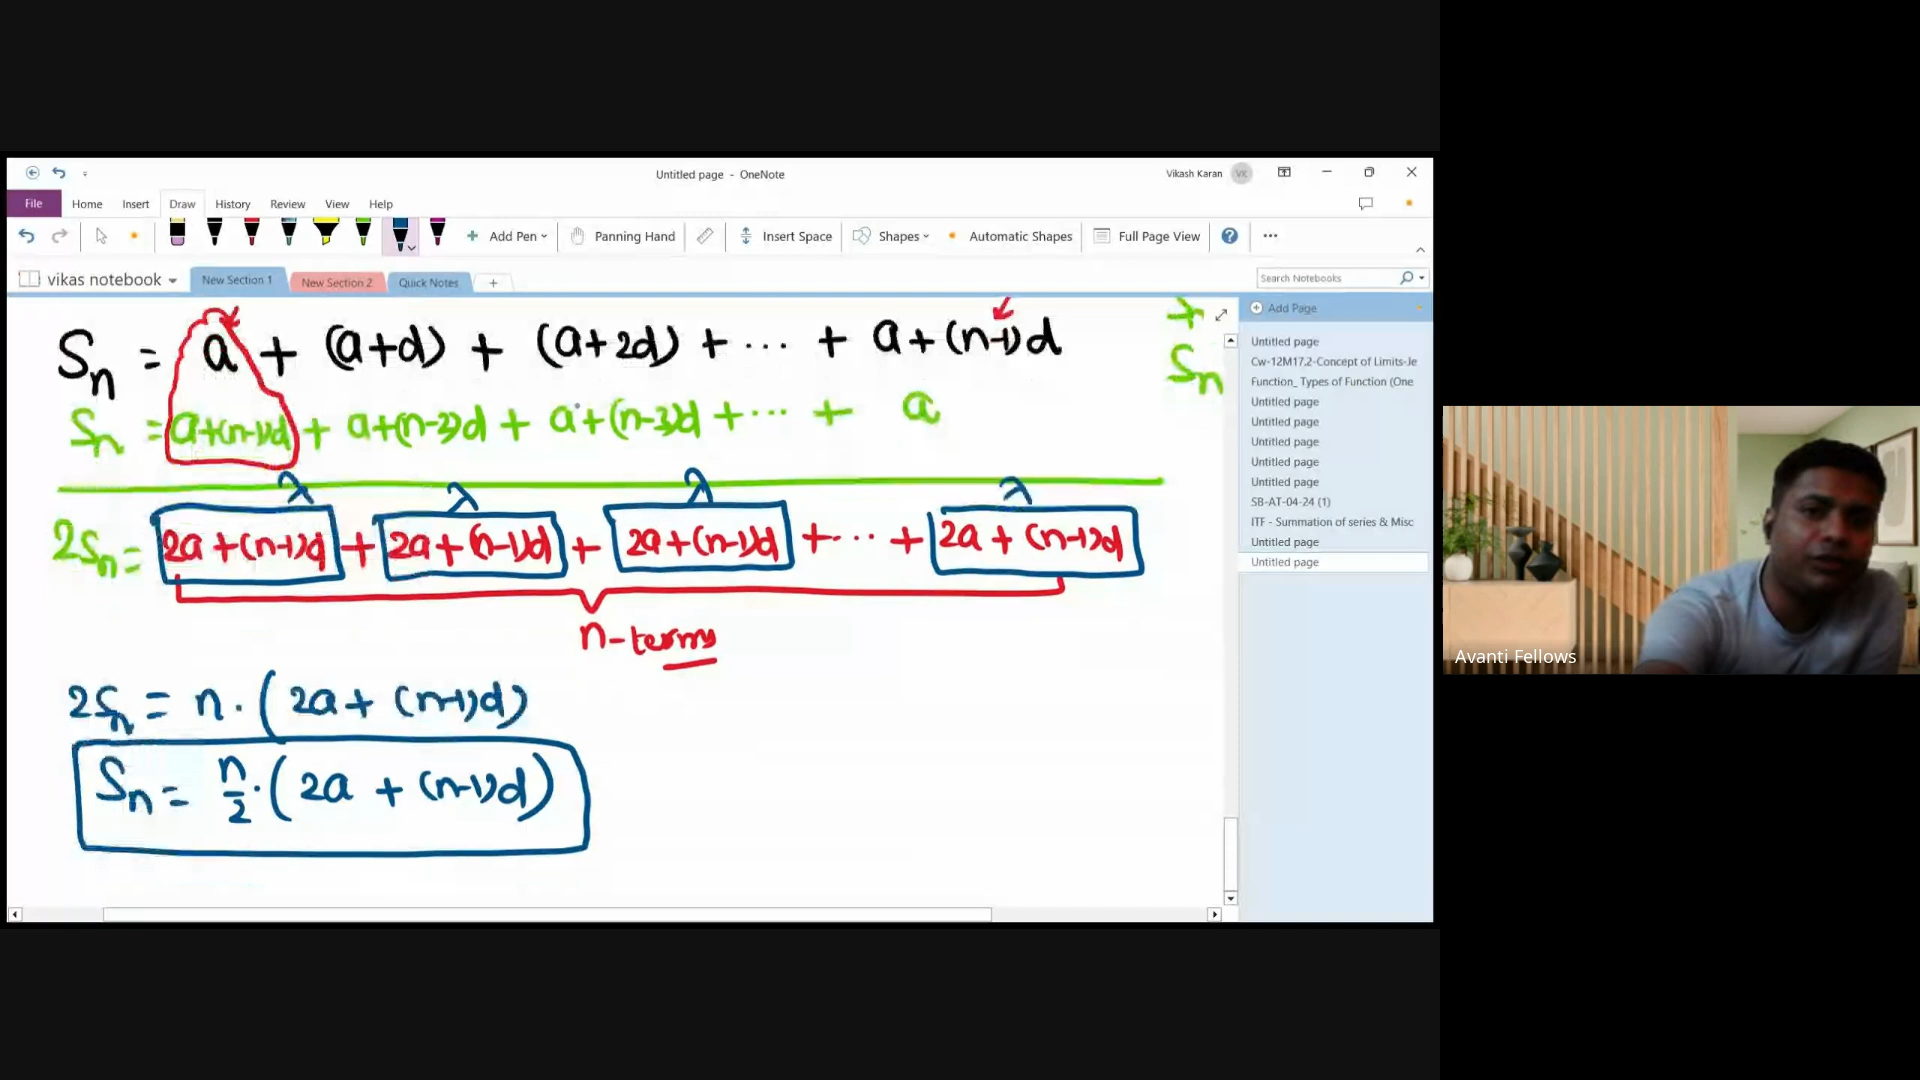 Untitled page - OneNote
Vikash Karan VK
File Home Insert Draw History Review View Help
+ Add Pen Panning Hand Insert Space Shapes Automatic Shapes Full Page View ? ...
vikas notebook New Section 1 New Section 2 Quick Notes +
Search Notebooks
Sn = a + (a+d) + (a+2d) + ... + a+(n-1)d
Sn = a+(n-1)d + a+(n-2)d + a+(n-3)d + ... + a
+
Sn
λ λ λ λ
2Sn = 2a+(n-1)d + 2a+(n-1)d + 2a+(n-1)d + ... + 2a+(n-1)d
n-terms
2Sn = n.(2a+(n-1)d)
Sn = n/2.(2a+(n-1)d)
Add Page
Untitled page
Cw-12M17,2-Concept of Limits-Je
Function_ Types of Function (One
Untitled page
Untitled page
Untitled page
Untitled page
Untitled page
SB-AT-04-24 (1)
ITF - Summation of series & Misc
Untitled page
Untitled page
Avanti Fellows